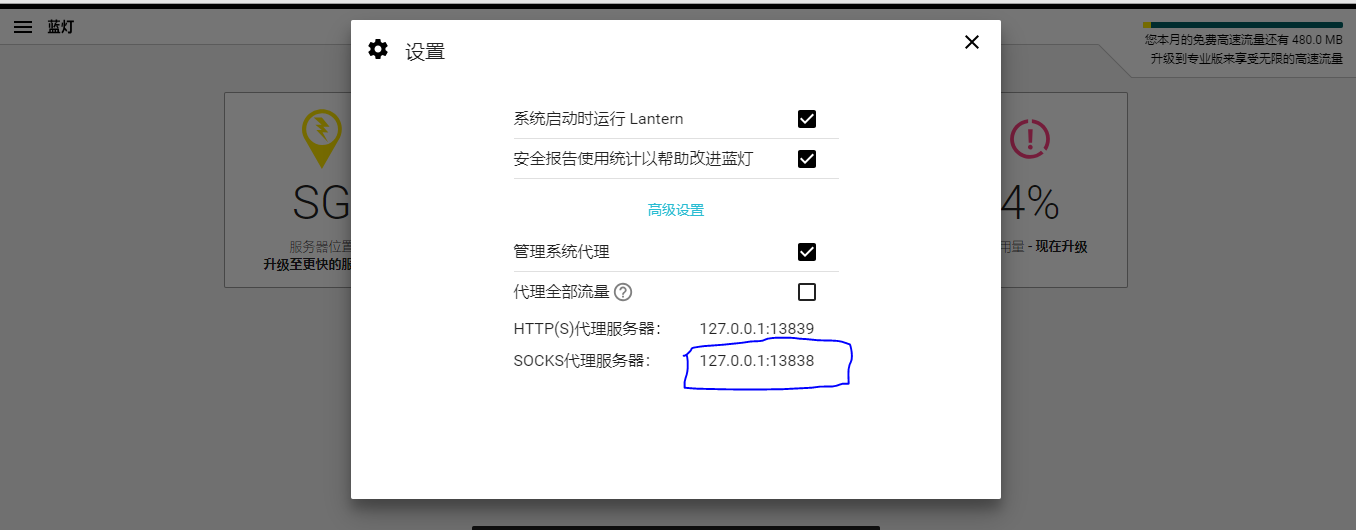 蓝灯
您本月的免费高速流量还有 480.0 MB
升级到专业版来享受无限的高速流量
设置
系统启动时运行 Lantern
安全报告使用统计以帮助改进蓝灯
高级设置
管理系统代理
代理全部流量 ?
HTTP(S)代理服务器： 127.0.0.1:13839
SOCKS代理服务器： 127.0.0.1:13838
SG
服务器位置
升级至更快的服
4%
用量 - 现在升级